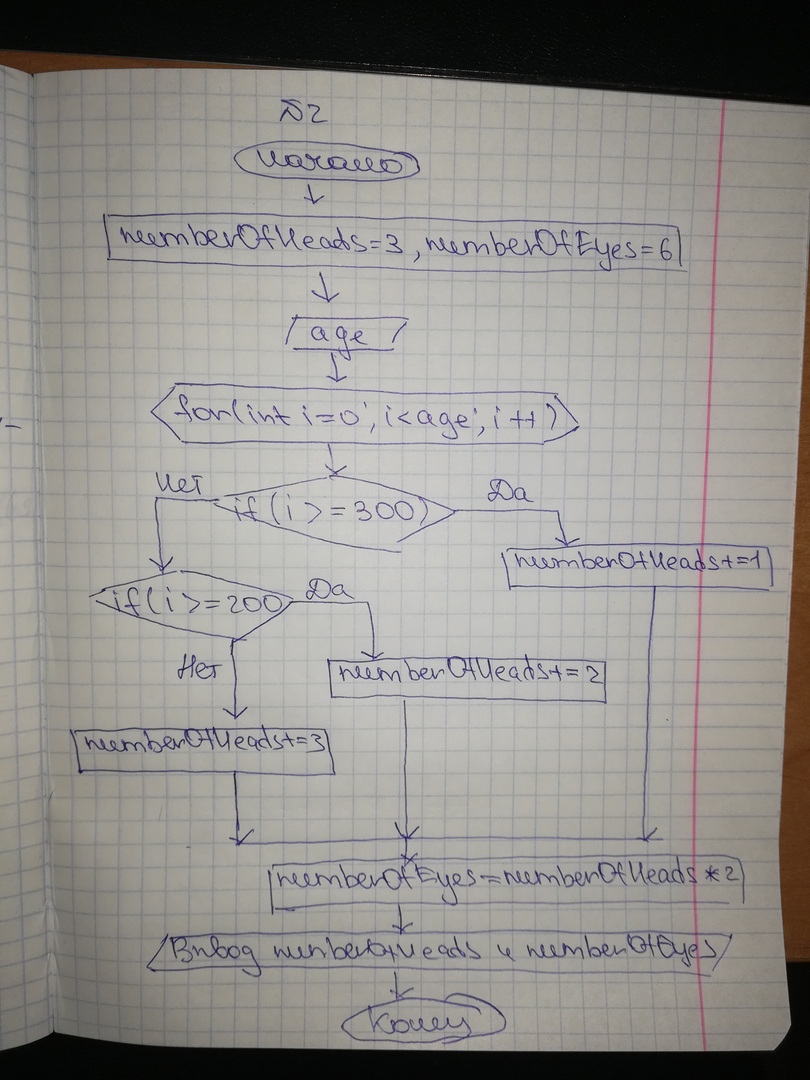 №2
начало
numberOfHeads=3, numberOfEyes=6
age
for(int i=0; i<age; i++)
Нет
if(i>=300)
Да
numberOfHeads+=1
if(i>=200
Да
Нет
numberOfHeads+=2
numberOfHeads+=3
numberOfEyes=numberOfHeads*2
Вывод numberOfHeads и numberOfEyes
Конец